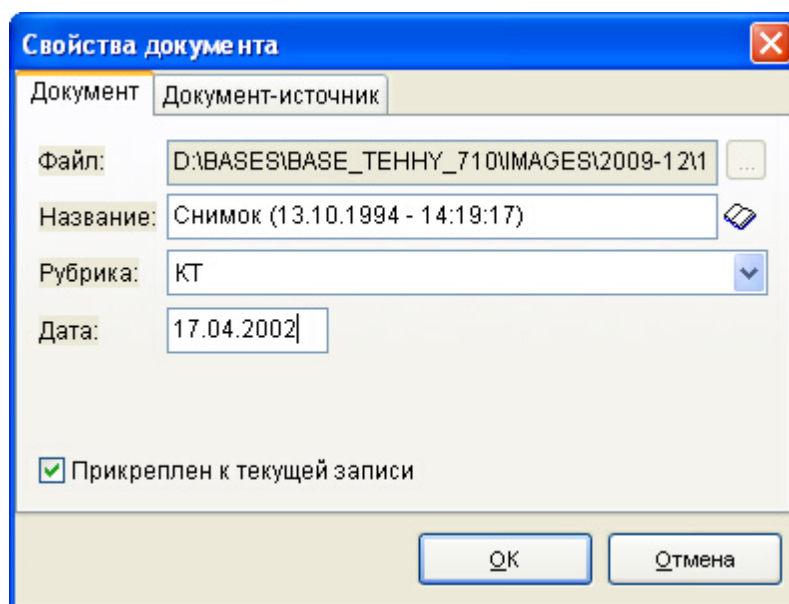 Свойства документа
Документ Документ-источник
Файл: D:\BASES\BASE_TEHHY_710\IMAGES\2009-12\1 ...
Название: Снимок (13.10.1994 - 14:19:17)
Рубрика: КТ
Дата: 17.04.2002
Прикреплен к текущей записи
OK Отмена